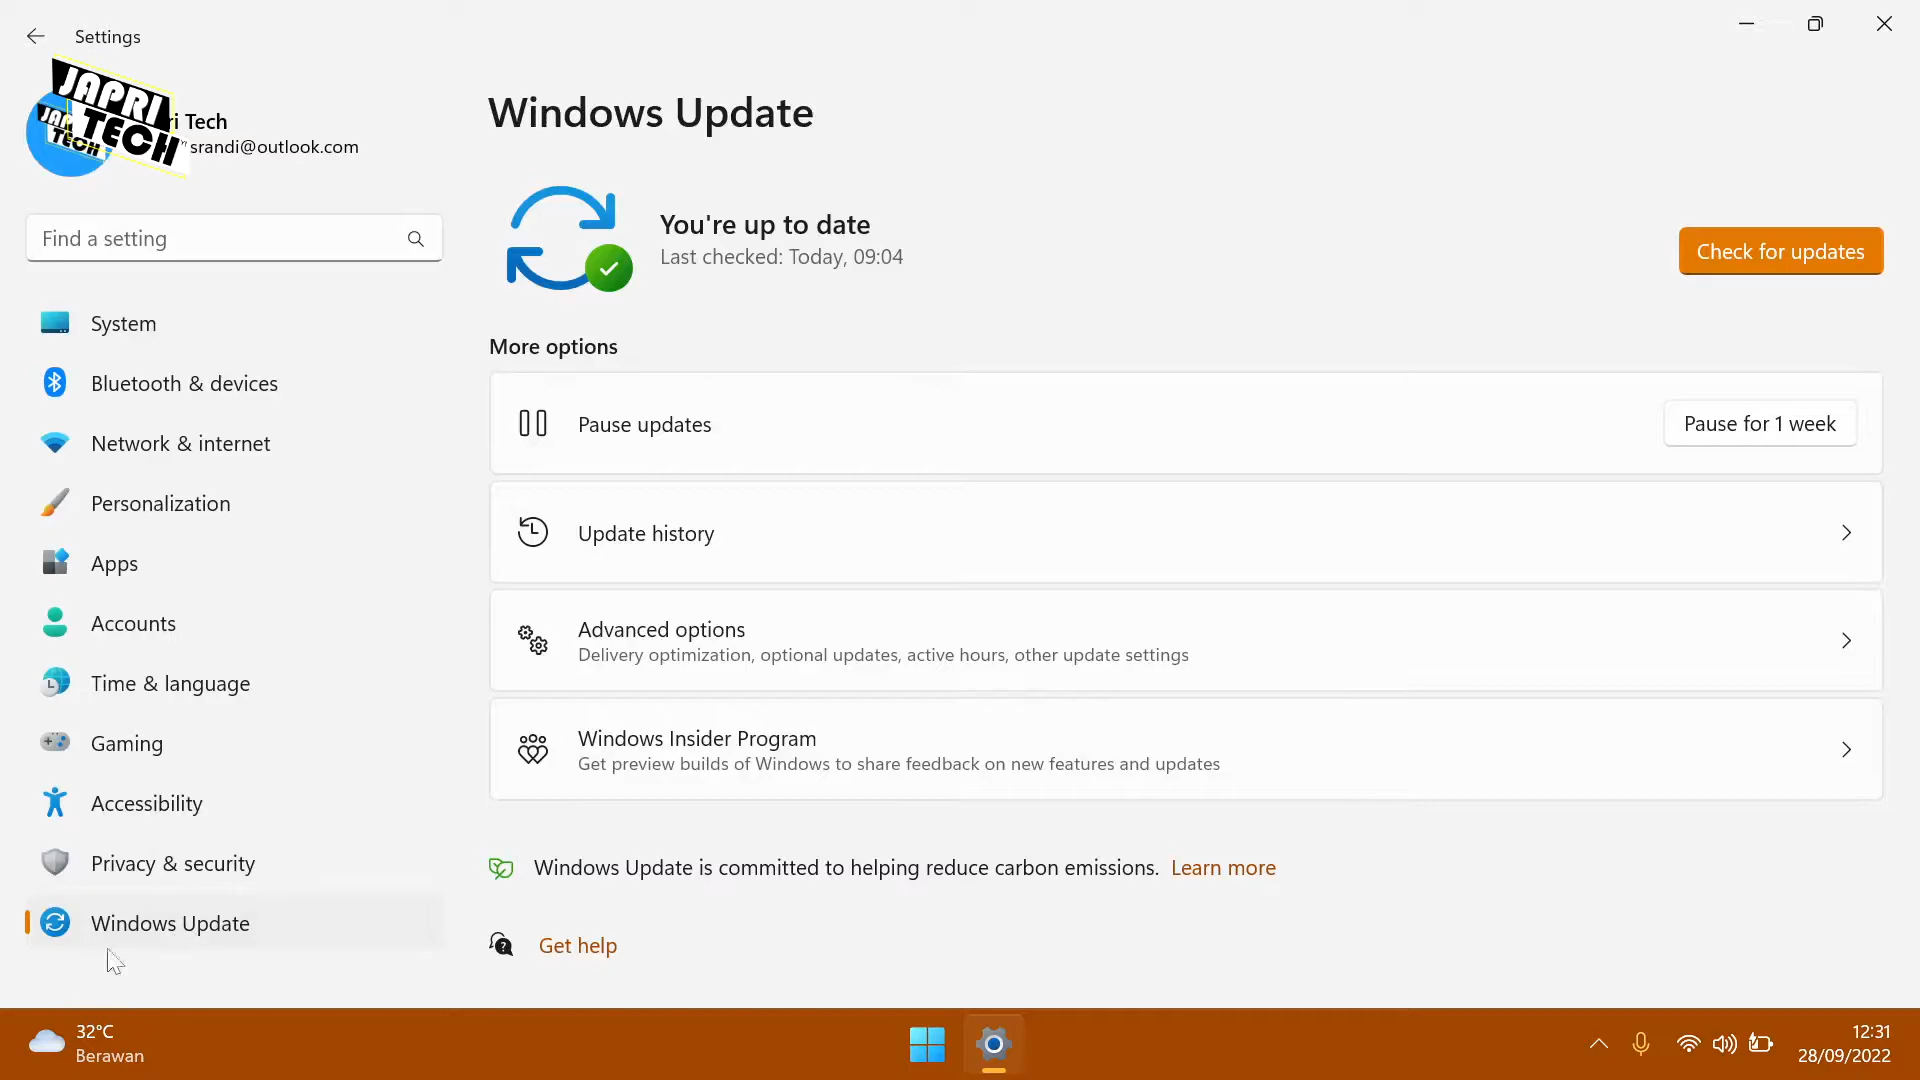 Settings
JAPRI
TECH
ri Tech
srandi@outlook.com
Find a setting
System
Bluetooth & devices
Network & internet
Personalization
Apps
Accounts
Time & language
Gaming
Accessibility
Privacy & security
Windows Update
Windows Update
You're up to date
Last checked: Today, 09:04
Check for updates
More options
Pause updates
Pause for 1 week
Update history
Advanced options
Delivery optimization, optional updates, active hours, other update settings
Windows Insider Program
Get preview builds of Windows to share feedback on new features and updates
Windows Update is committed to helping reduce carbon emissions. Learn more
Get help
32°C
Berawan
12:31
28/09/2022